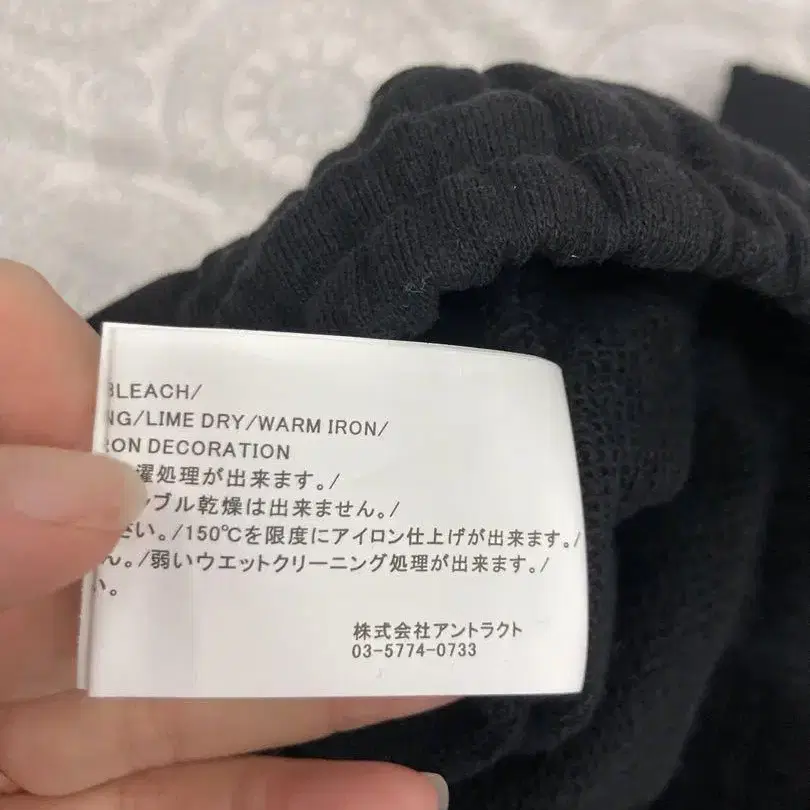 BLEACH/
NG/LIME DRY/WARM IRON/
RON DECORATION
濯処理が出来ます。/
ンブル乾燥は出来ません。/
さい。/150℃を限度にアイロン仕上げが出来ます。/
ん。/弱いウエットクリーニング処理が出来ます。/
い。
株式会社アントラクト
03-5774-0733